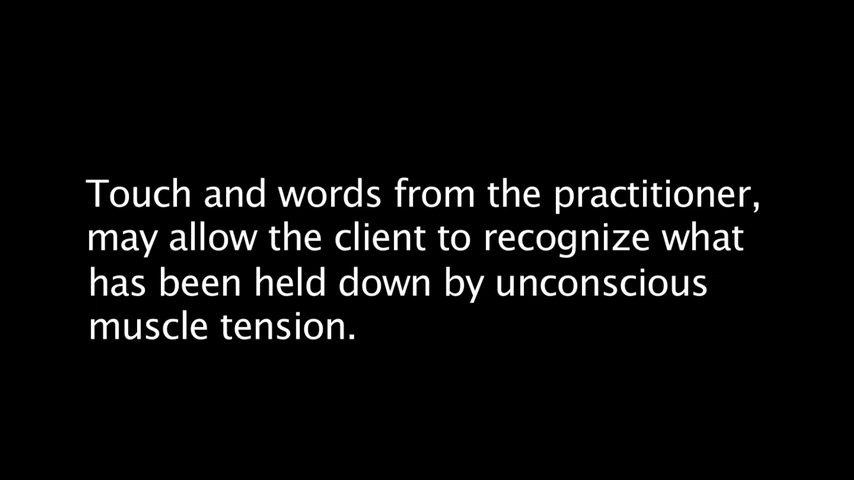 Touch and words from the practitioner,
may allow the client to recognize what
has been held down by unconscious
muscle tension.